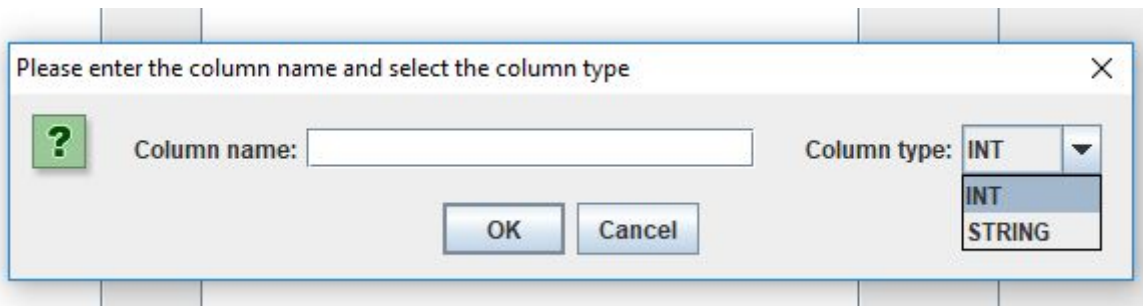 Please enter the column name and select the column type
?
Column name:
Column type: INT
INT
STRING
OK Cancel